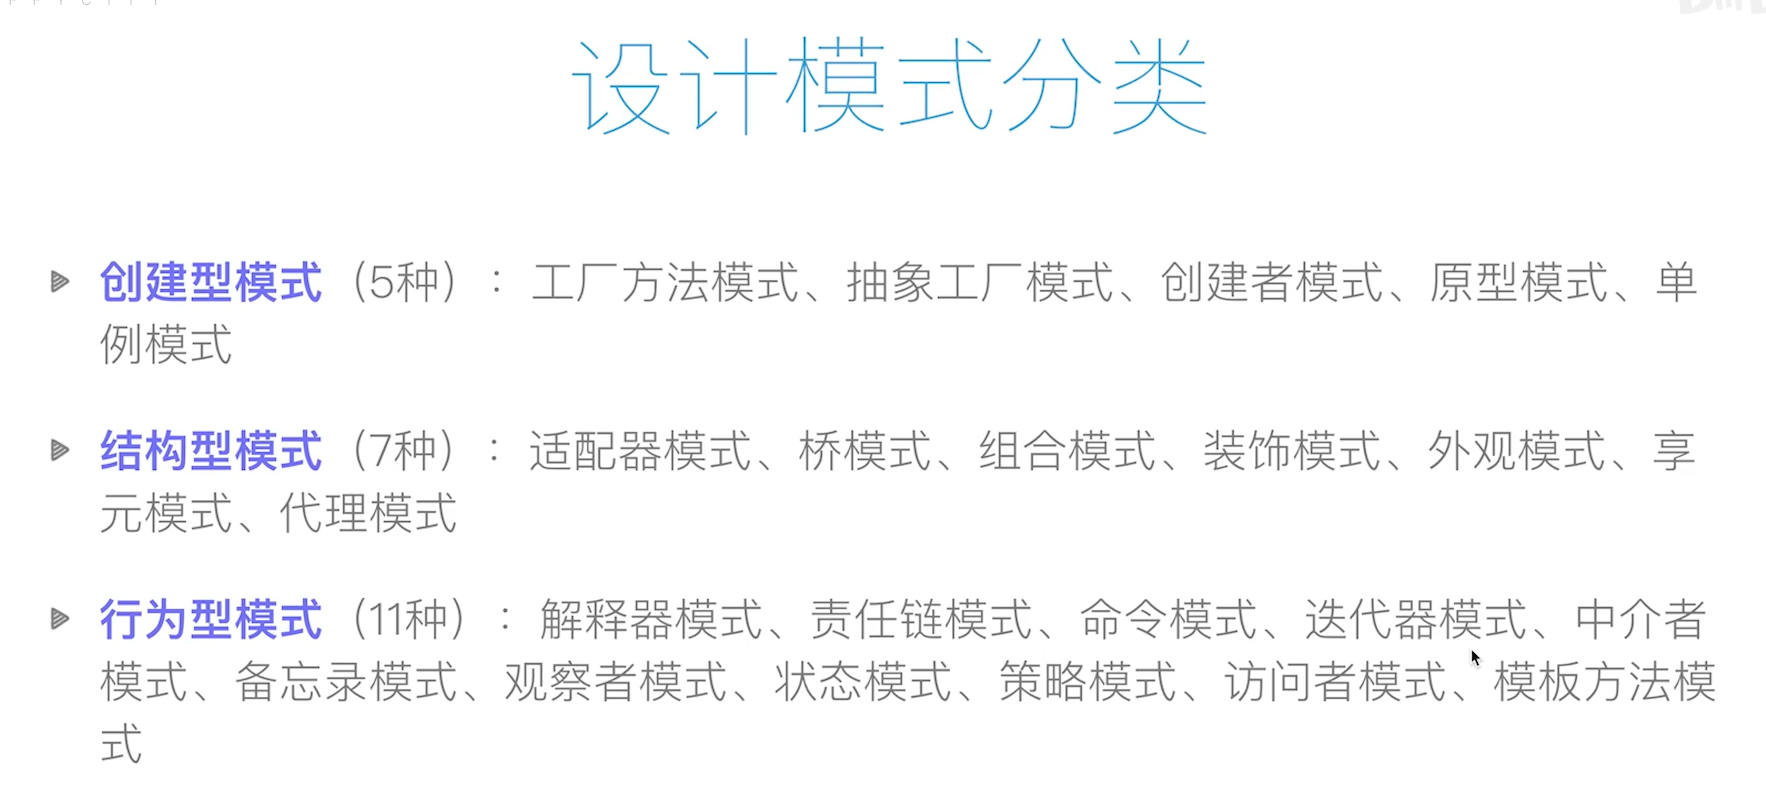 设计模式分类
创建型模式（5种）：工厂方法模式、抽象工厂模式、创建者模式、原型模式、单
例模式
结构型模式（7种）：适配器模式、桥模式、组合模式、装饰模式、外观模式、享
元模式、代理模式
行为型模式（11种）：解释器模式、责任链模式、命令模式、迭代器模式、中介者
模式、备忘录模式、观察者模式、状态模式、策略模式、访问者模式、模板方法模
式